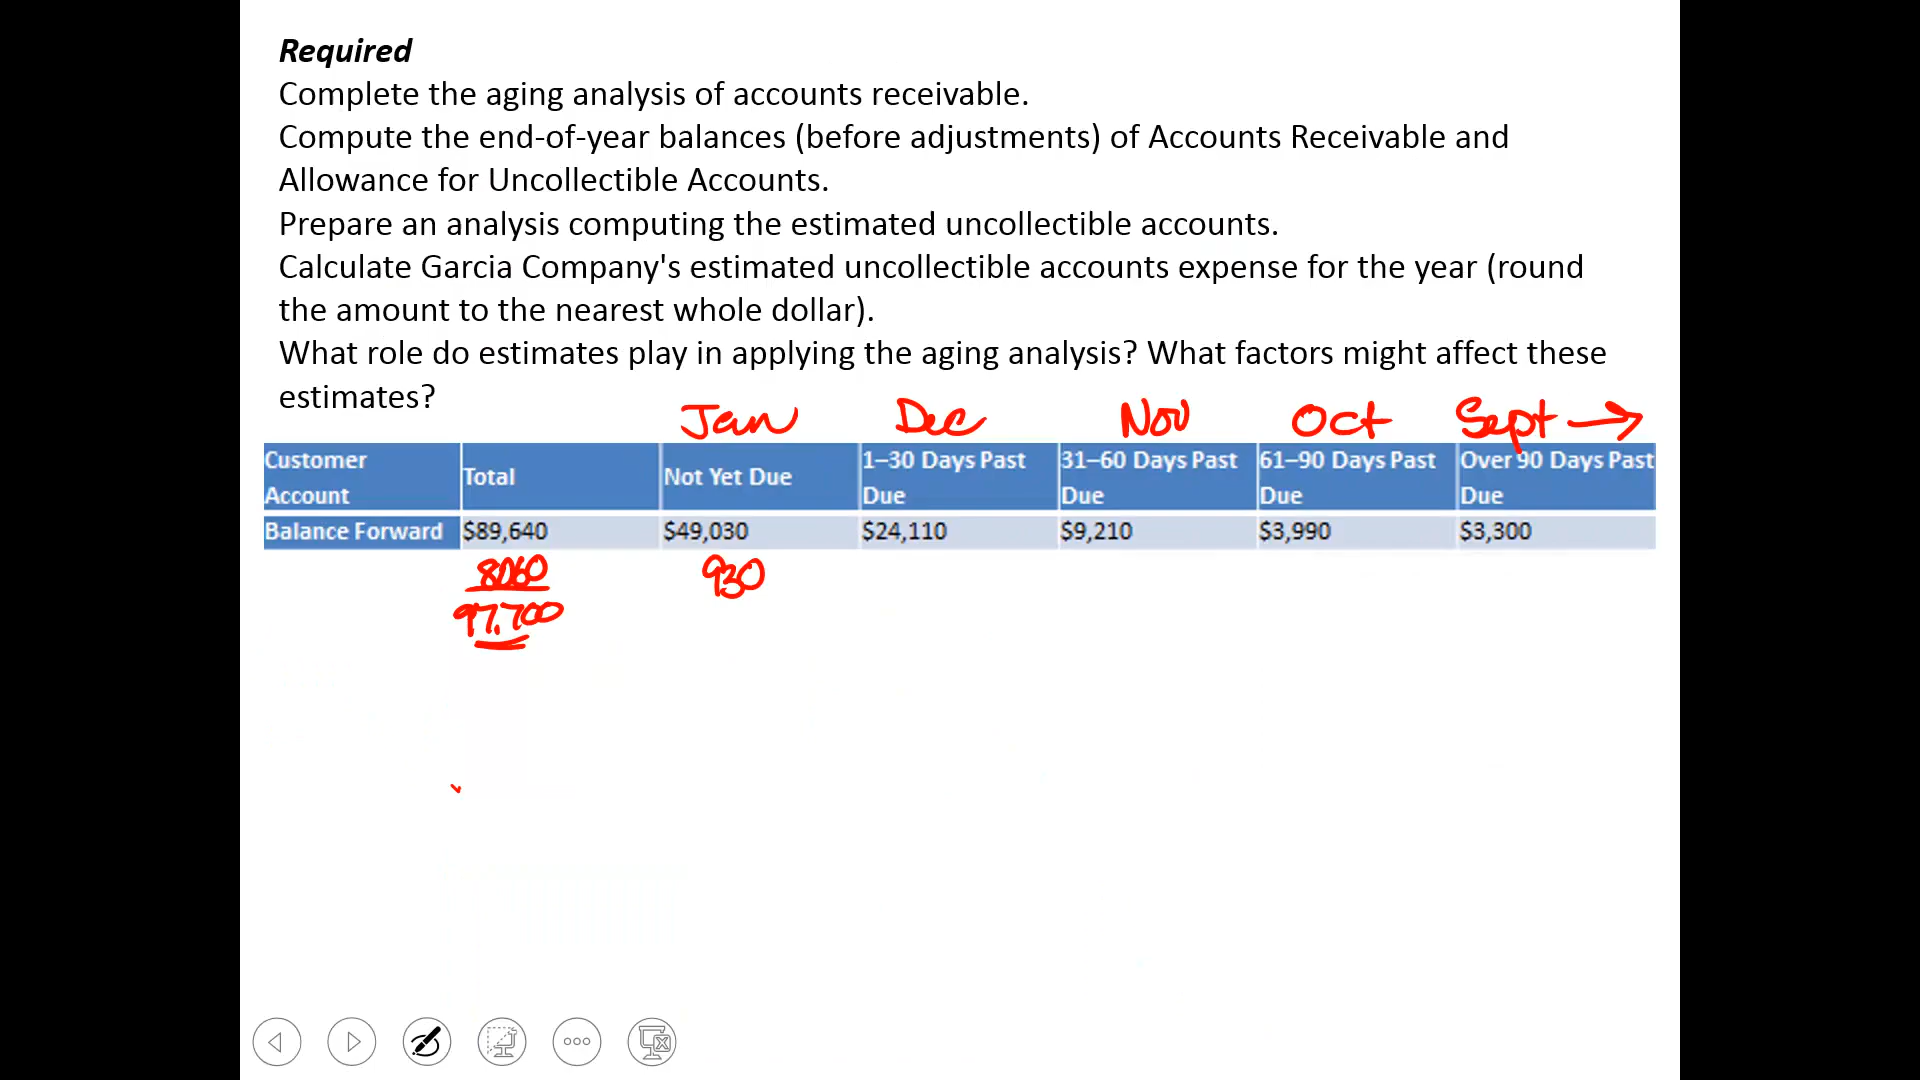 Required
Complete the aging analysis of accounts receivable.
Compute the end-of-year balances (before adjustments) of Accounts Receivable and
Allowance for Uncollectible Accounts.
Prepare an analysis computing the estimated uncollectible accounts.
Calculate Garcia Company's estimated uncollectible accounts expense for the year (round
the amount to the nearest whole dollar).
What role do estimates play in applying the aging analysis? What factors might affect these
estimates?
Jan Dec Nov Oct Sept →
Customer Account Total Not Yet Due 1–30 Days Past Due 31–60 Days Past Due 61–90 Days Past Due Over 90 Days Past Due
Balance Forward $89,640 $49,030 $24,110 $9,210 $3,990 $3,300
8060 930
97,700